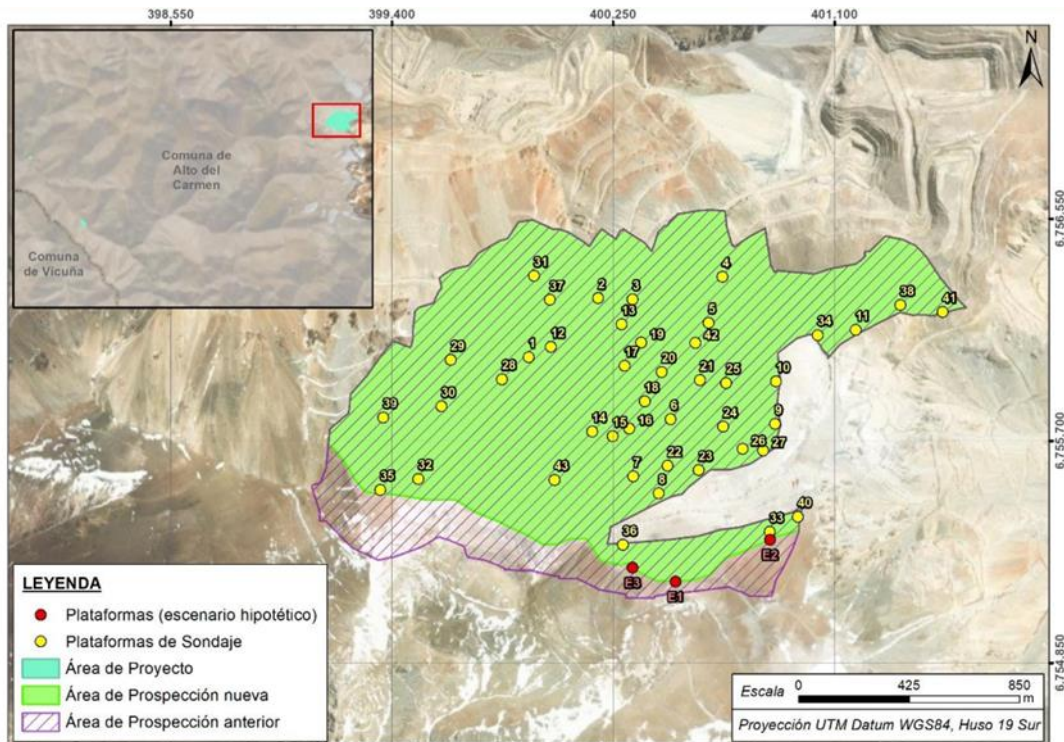 398.550
399.400
400.250
401.100
N
Comuna de
Alto del
Carmen
Comuna
de Vicuña
6,756,550
6,755,700
6,754,850
31
4
37
2
3
38
41
13
5
11
34
12
19
42
1
29
17
20
28
21
25
10
18
30
39
6
24
9
14
15
16
26
27
22
23
7
43
32
35
8
40
33
36
E2
E3
E1
LEYENDA
Plataformas (escenario hipotético)
Plataformas de Sondaje
Área de Proyecto
Área de Prospección nueva
Área de Prospección anterior
Escala 0 425 850
m
Proyección UTM Datum WGS84, Huso 19 Sur